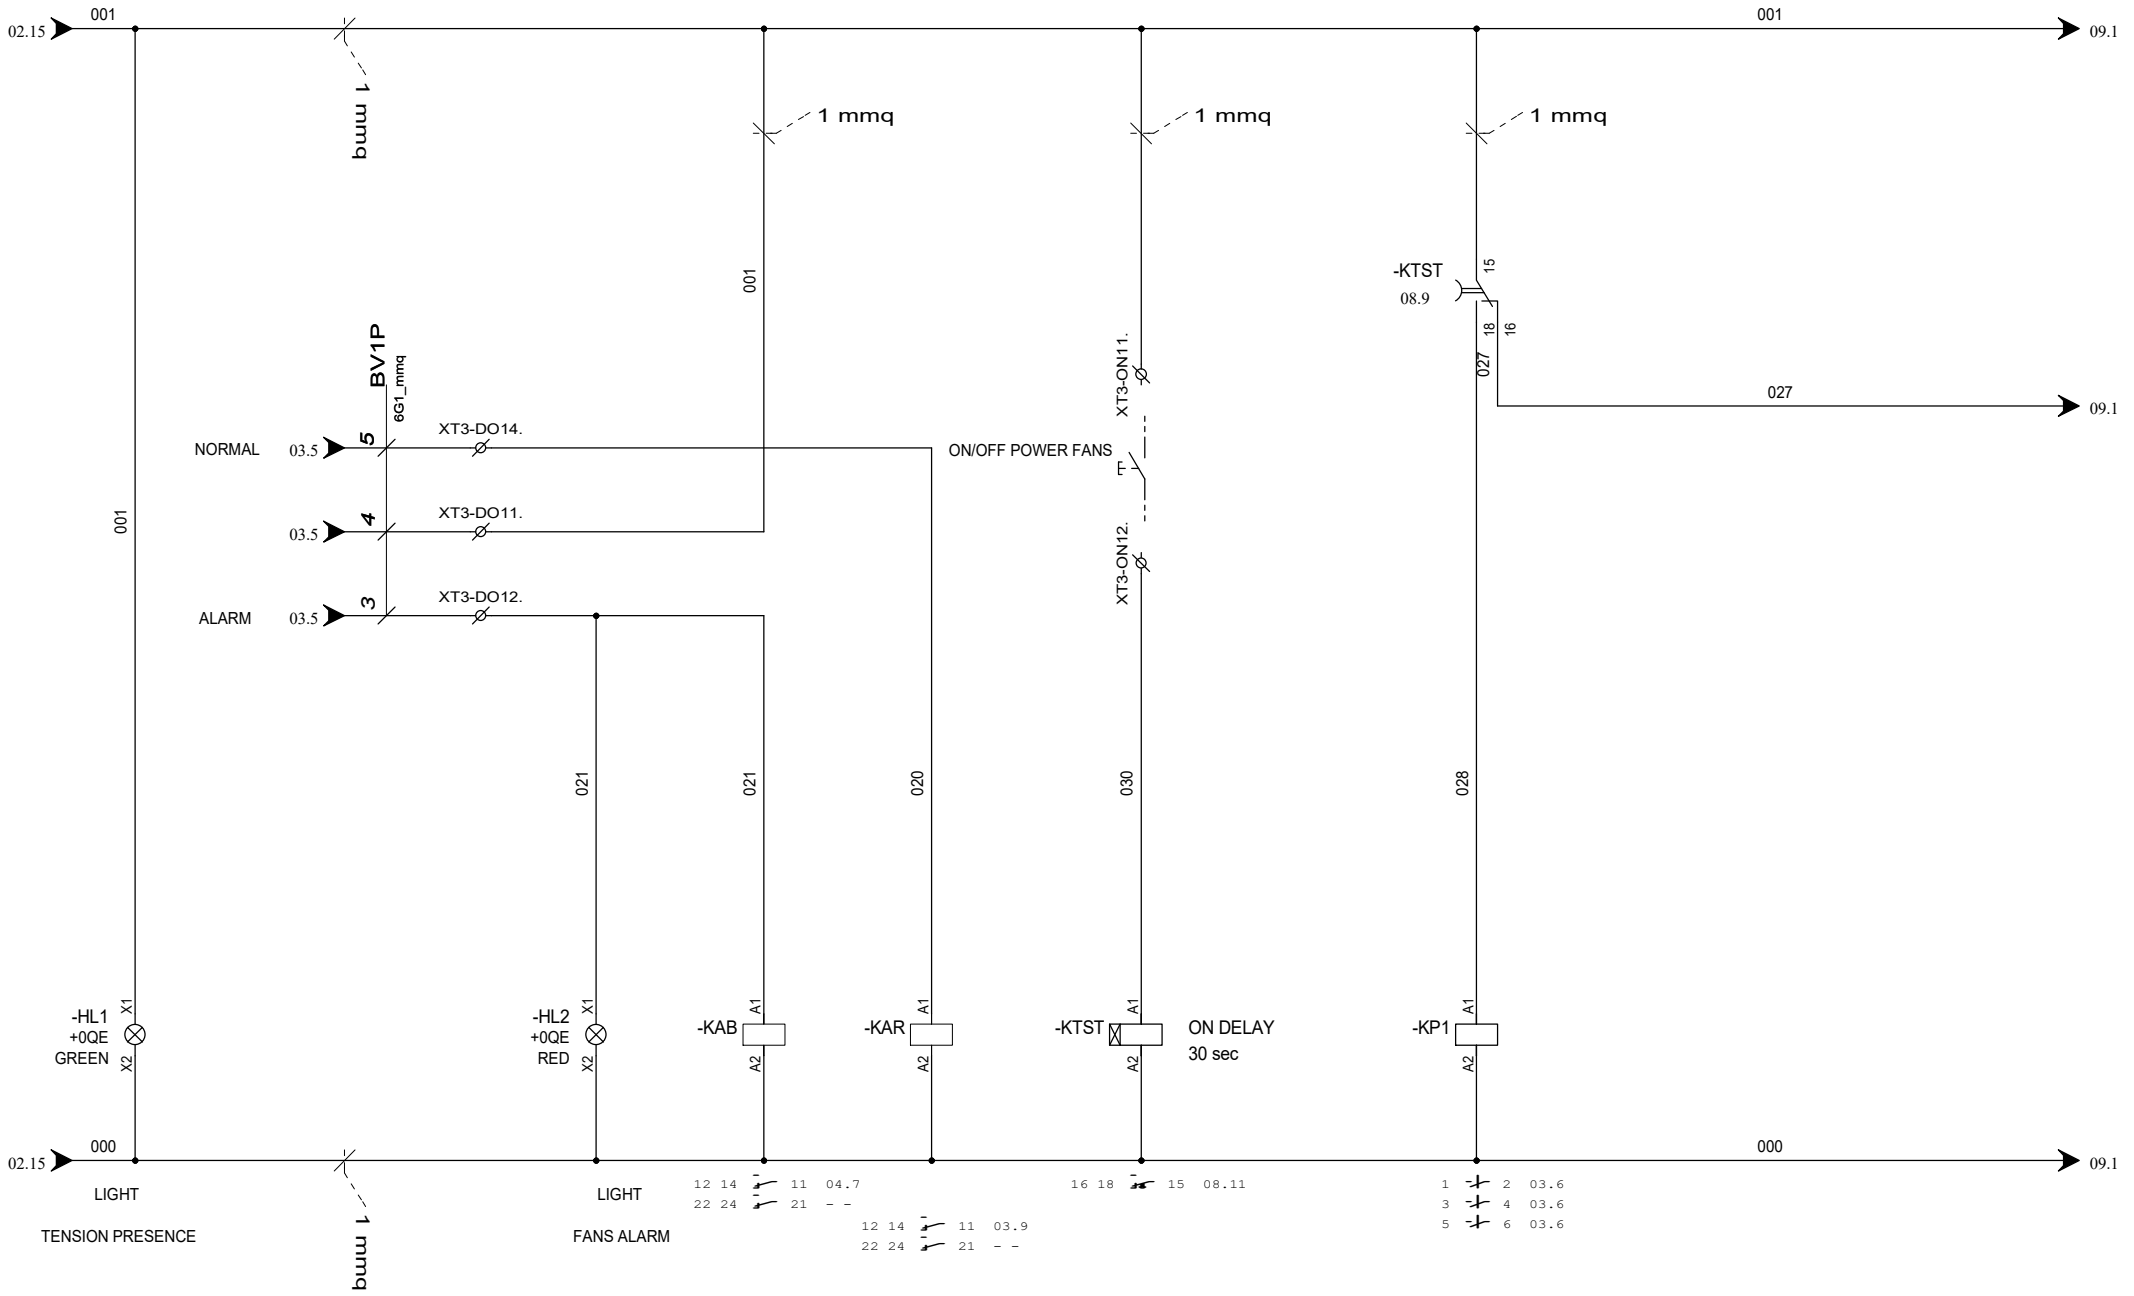 001
001
02.15
09.1
1 mmq
1 mmq
1 mmq
1 mmq
001
-KTST
08.9
15
18
16
027
027
09.1
BV1P
6G1_mmq
XT3-ON11.
NORMAL
03.5
5
XT3-DO14.
ON/OFF POWER FANS
001
03.5
4
XT3-DO11.
XT3-ON12.
ALARM
03.5
3
XT3-DO12.
021
021
020
030
028
-HL1
+0QE
GREEN
X1
X2
-HL2
+0QE
RED
X1
X2
-KAB
A1
A2
-KAR
A1
A2
-KTST
A1
A2
ON DELAY
30 sec
-KP1
A1
A2
000
000
02.15
09.1
LIGHT
TENSION PRESENCE
1 mmq
LIGHT
FANS ALARM
12 14 11 04.7
22 24 21 - -
12 14 11 03.9
22 24 21 - -
16 18 15 08.11
1 2 03.6
3 4 03.6
5 6 03.6